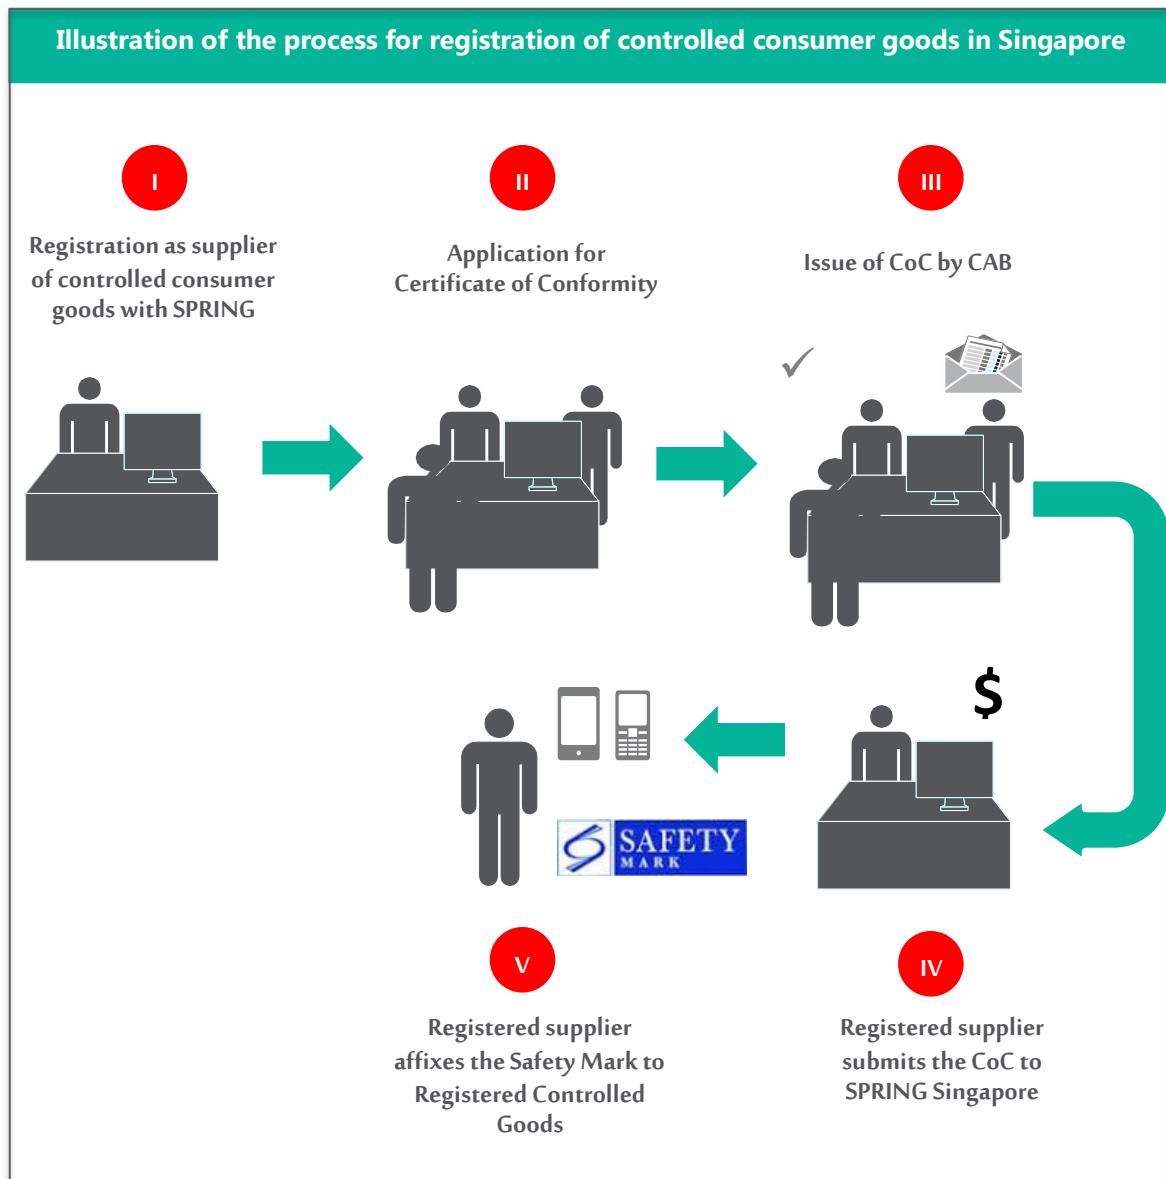 Illustration of the process for registration of controlled consumer goods in Singapore
I
Registration as supplier
of controlled consumer
goods with SPRING
II
Application for
Certificate of Conformity
III
Issue of CoC by CAB
$
IV
Registered supplier
submits the CoC to
SPRING Singapore
SAFETY
MARK
V
Registered supplier
affixes the Safety Mark to
Registered Controlled
Goods